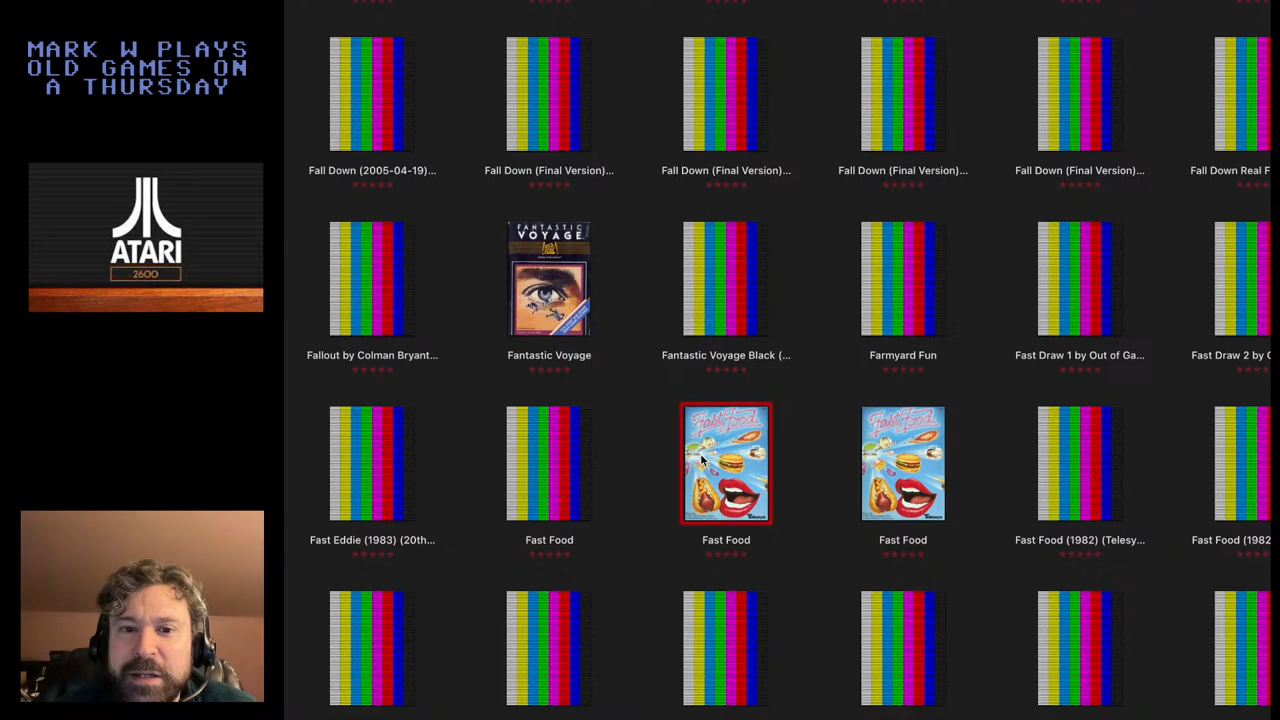 MARK W PLAYS
OLD GAMES ON
A THURSDAY
ATARI
2600
Fall Down (2005-04-19)...
Fall Down (Final Version)...
Fall Down (Final Version)...
Fall Down (Final Version)...
Fall Down (Final Version)...
Fall Down Real F
FANTASTIC
VOYAGE
Fallout by Colman Bryant...
Fantastic Voyage
Fantastic Voyage Black (...
Farmyard Fun
Fast Draw 1 by Out of Ga...
Fast Draw 2 by
Fast Food
Fast Food
Fast Eddie (1983) (20th...
Fast Food
Fast Food
Fast Food
Fast Food (1982) (Telesy...
Fast Food (1982